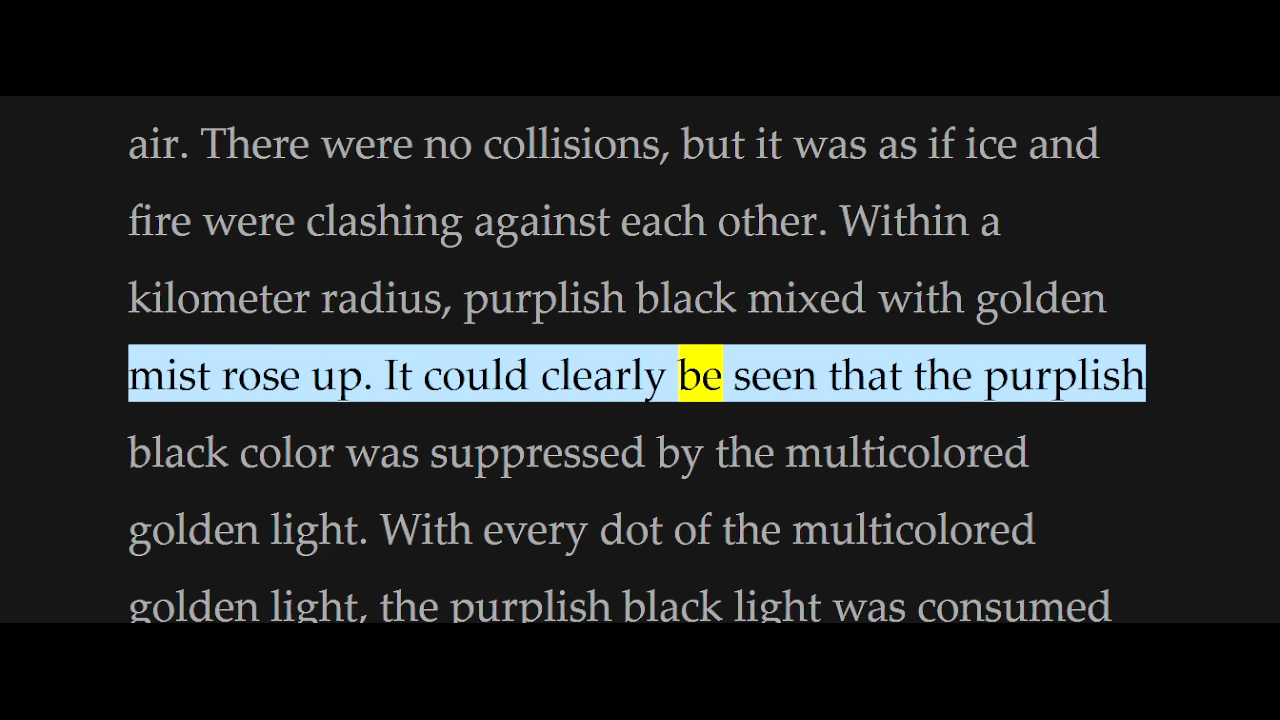 air. There were no collisions, but it was as if ice and
fire were clashing against each other. Within a
kilometer radius, purplish black mixed with golden
mist rose up. It could clearly be seen that the purplish
black color was suppressed by the multicolored
golden light. With every dot of the multicolored
golden light, the purplish black light was consumed